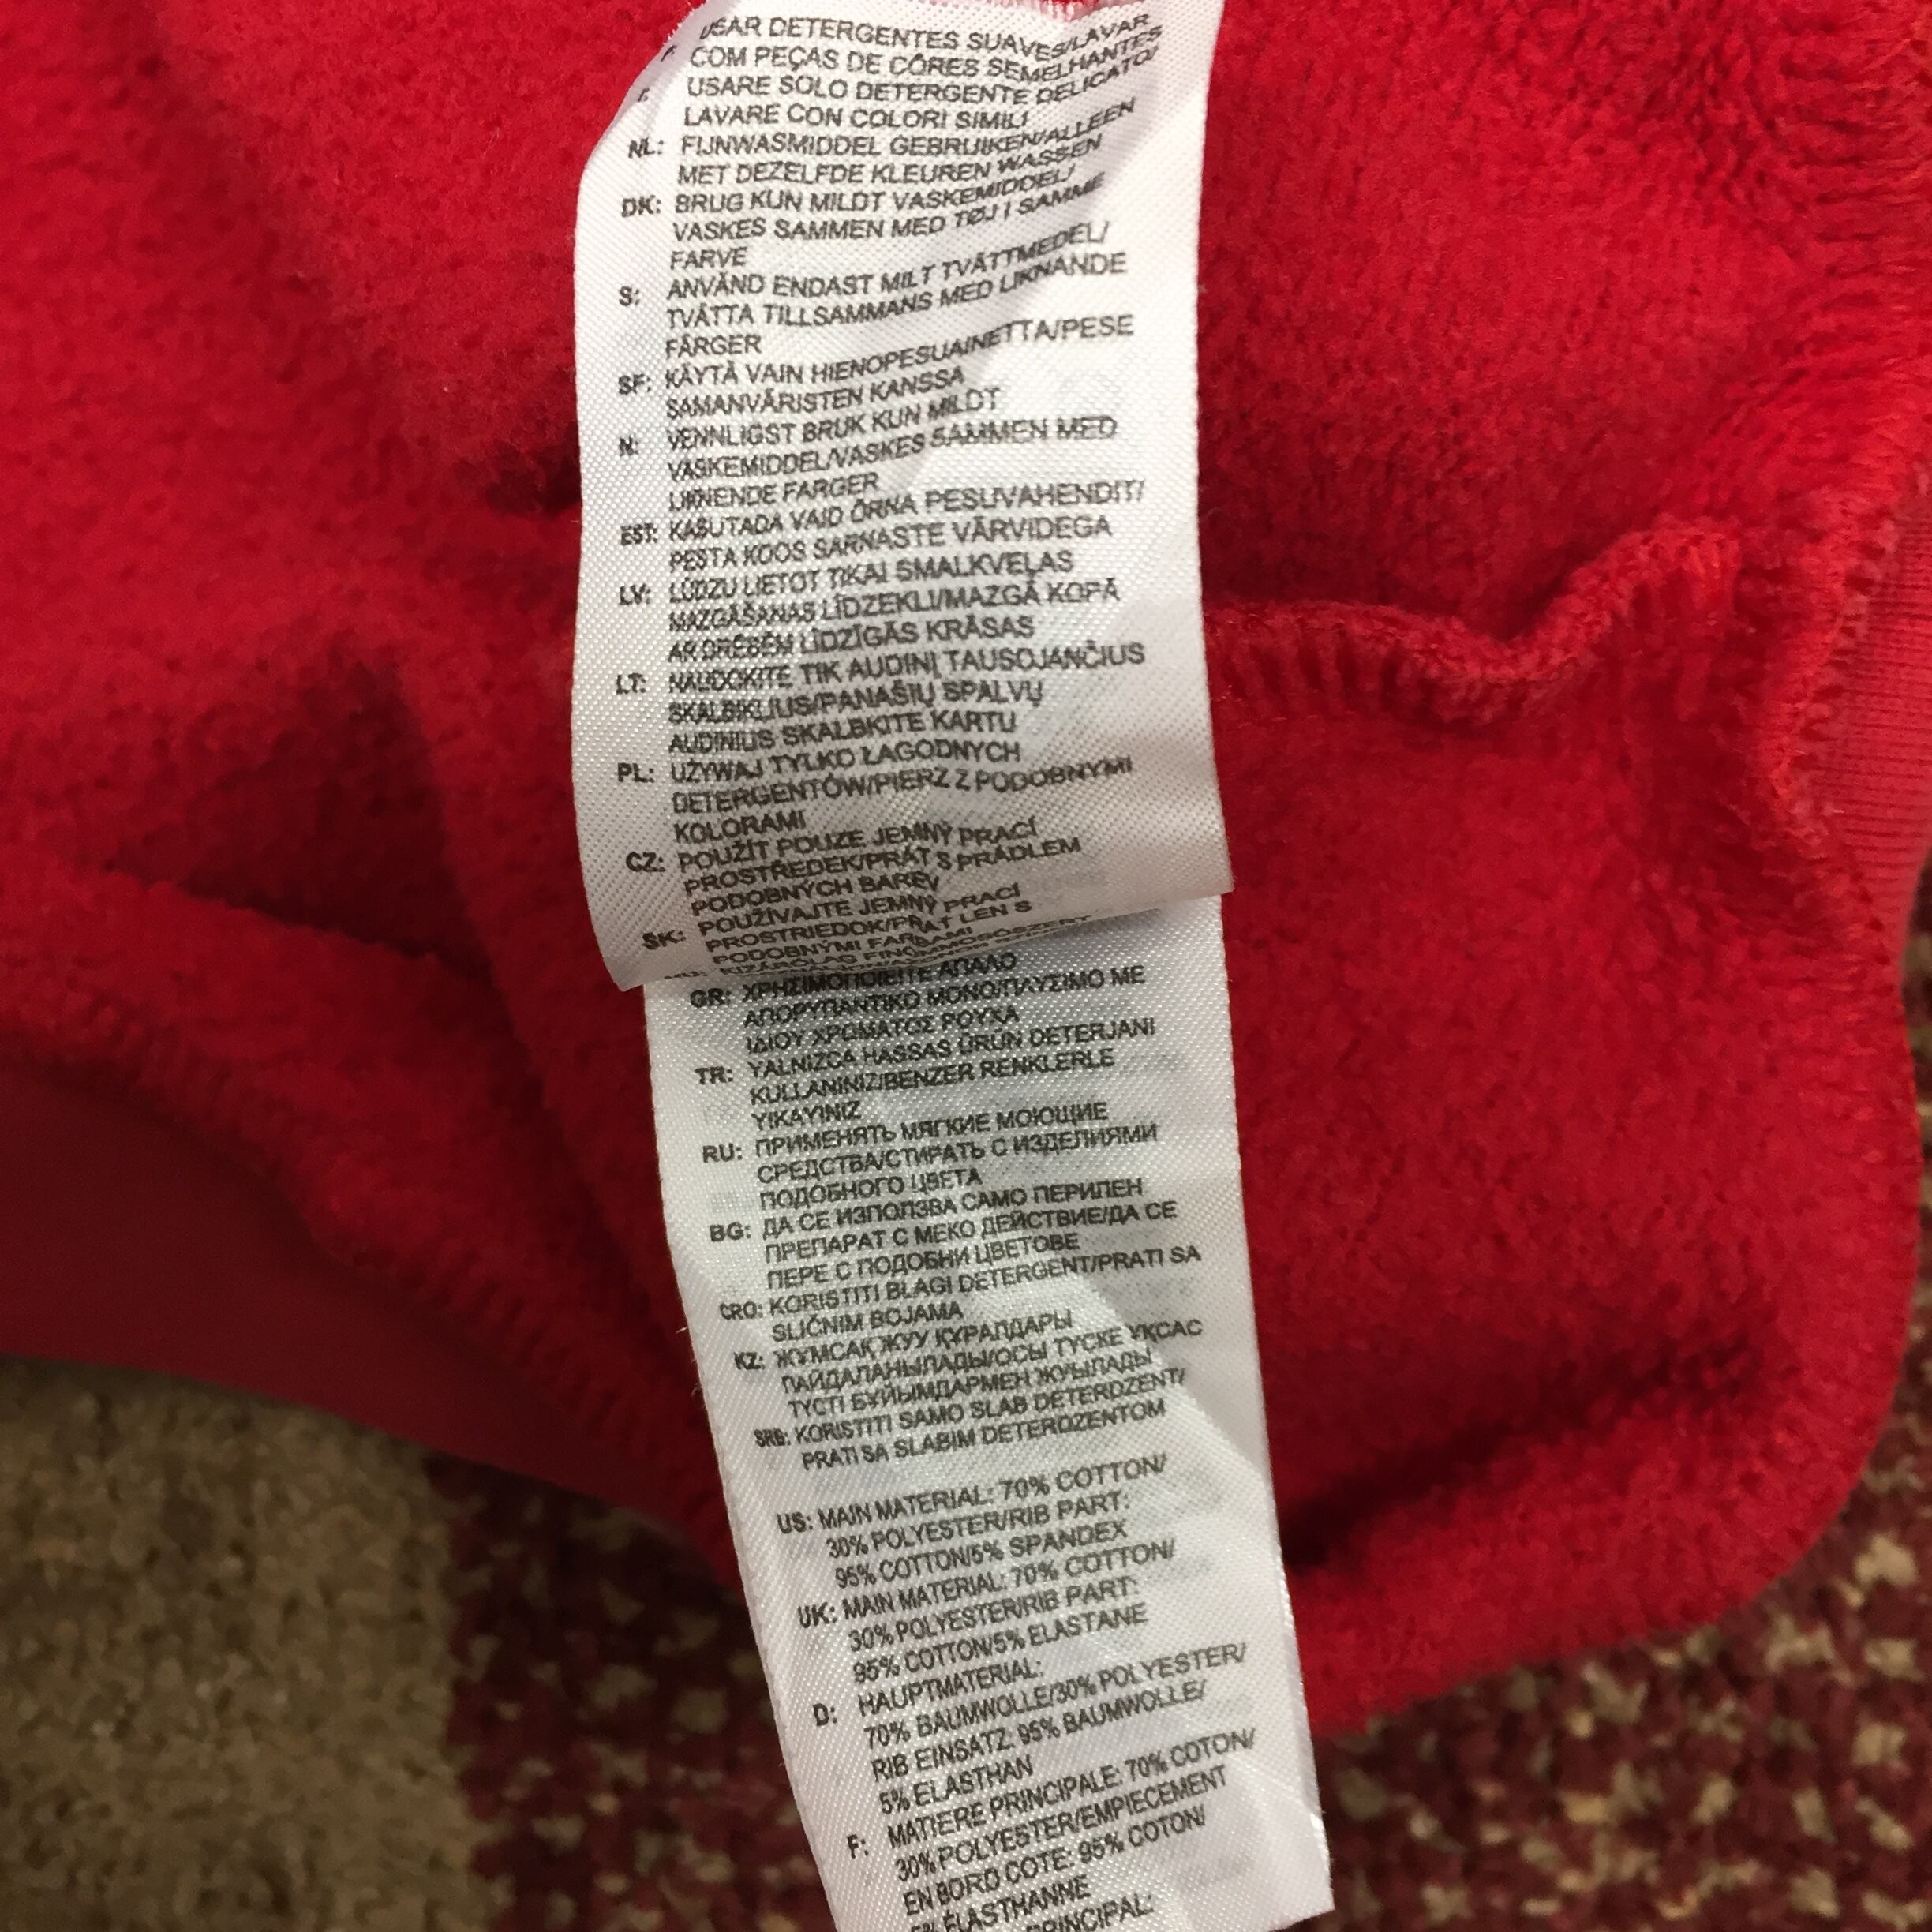 USAR DETERGENTES SUAVES/LAVAR
COM PEÇAS DE CÔRES SEMELHANTES
USARE SOLO DETERGENTE DELICATO/
LAVARE CON COLORI SIMILI
NL: FIJNWASMIDDEL GEBRUIKEN/ALLEEN
MET DEZELFDE KLEUREN WASSEN
DK: BRUG KUN MILDT VASKEMIDDEL/
VASKES SAMMEN MED TØJ I SAMME
FARVE
S: ANVÄND ENDAST MILT TVÄTTMEDEL/
TVÄTTA TILLSAMMANS MED LIKNANDE
FÄRGER
SF: KÄYTÄ VAIN HIENOPESUAINETTA/PESE
SAMANVÄRISTEN KANSSA
N: VENNLIGST BRUK KUN MILDT
VASKEMIDDEL/VASKES SAMMEN MED
LIKNENDE FARGER
EST: KASUTADA VAID ÕRNA PESUVAHENDIT/
PESTA KOOS SARNASTE VÄRVIDEGA
LV: LŪDZU LIETOT TIKAI SMALKVEĻAS
MAZGĀŠANAS LĪDZEKLI/MAZGĀ KOPĀ
AR DRĒBĒM LĪDZĪGĀS KRĀSAS
LT: NAUDOKITE TIK AUDINĮ TAUSOJANČIUS
SKALBIKLIUS/PANAŠIŲ SPALVŲ
AUDINIUS SKALBKITE KARTU
PL: UŻYWAJ TYLKO ŁAGODNYCH
DETERGENTÓW/PIERZ Z PODOBNYMI
KOLORAMI
CZ: POUŽÍT POUZE JEMNÝ PRACÍ
PROSTŘEDEK/PRÁT S PRÁDLEM
PODOBNÝCH BAREV
SK: POUŽÍVAJTE JEMNÝ PRACÍ
PROSTRIEDOK/PRAŤ LEN S
PODOBNÝMI FARBAMI
HU: KIZÁRÓLAG FINOMMOSÓSZERT
GR: ΧΡΗΣΙΜΟΠΟΙΕΙΤΕ ΑΠΑΛΟ
ΑΠΟΡΥΠΑΝΤΙΚΟ ΜΟΝΟ/ΠΛΥΣΙΜΟ ΜΕ
ΙΔΙΟΥ ΧΡΩΜΑΤΟΣ ΡΟΥΧΑ
TR: YALNIZCA HASSAS ÜRÜN DETERJANI
KULLANINIZ/BENZER RENKLERLE
YIKAYINIZ
RU: ПРИМЕНЯТЬ МЯГКИЕ МОЮЩИЕ
СРЕДСТВА/СТИРАТЬ С ИЗДЕЛИЯМИ
ПОДОБНОГО ЦВЕТА
BG: ДА СЕ ИЗПОЛЗВА САМО ПЕРИЛЕН
ПРЕПАРАТ С МЕКО ДЕЙСТВИЕ/ДА СЕ
ПЕРЕ С ПОДОБНИ ЦВЕТОВЕ
CRO: KORISTITI BLAGI DETERGENT/PRATI SA
SLIČNIM BOJAMA
KZ: ЖҰМСАҚ ЖУУ ҚҰРАЛДАРЫ
ПАЙДАЛАНЫЛАДЫ/ОСЫ ТҮСКЕ ҰҚСАС
ТҮСТІ БҰЙЫМДАРМЕН ЖУЫЛАДЫ
SRB: KORISTITI SAMO SLAB DETERDZENT/
PRATI SA SLABIM DETERDZENTOM
US: MAIN MATERIAL: 70% COTTON/
30% POLYESTER/RIB PART:
95% COTTON/5% SPANDEX
UK: MAIN MATERIAL: 70% COTTON/
30% POLYESTER/RIB PART:
95% COTTON/5% ELASTANE
D: HAUPTMATERIAL:
70% BAUMWOLLE/30% POLYESTER/
RIB EINSATZ: 95% BAUMWOLLE/
5% ELASTHAN
F: MATIERE PRINCIPALE: 70% COTON/
30% POLYESTER/EMPIECEMENT
EN BORD COTE: 95% COTON/
5% ÉLASTHANNE
PRINCIPAL: